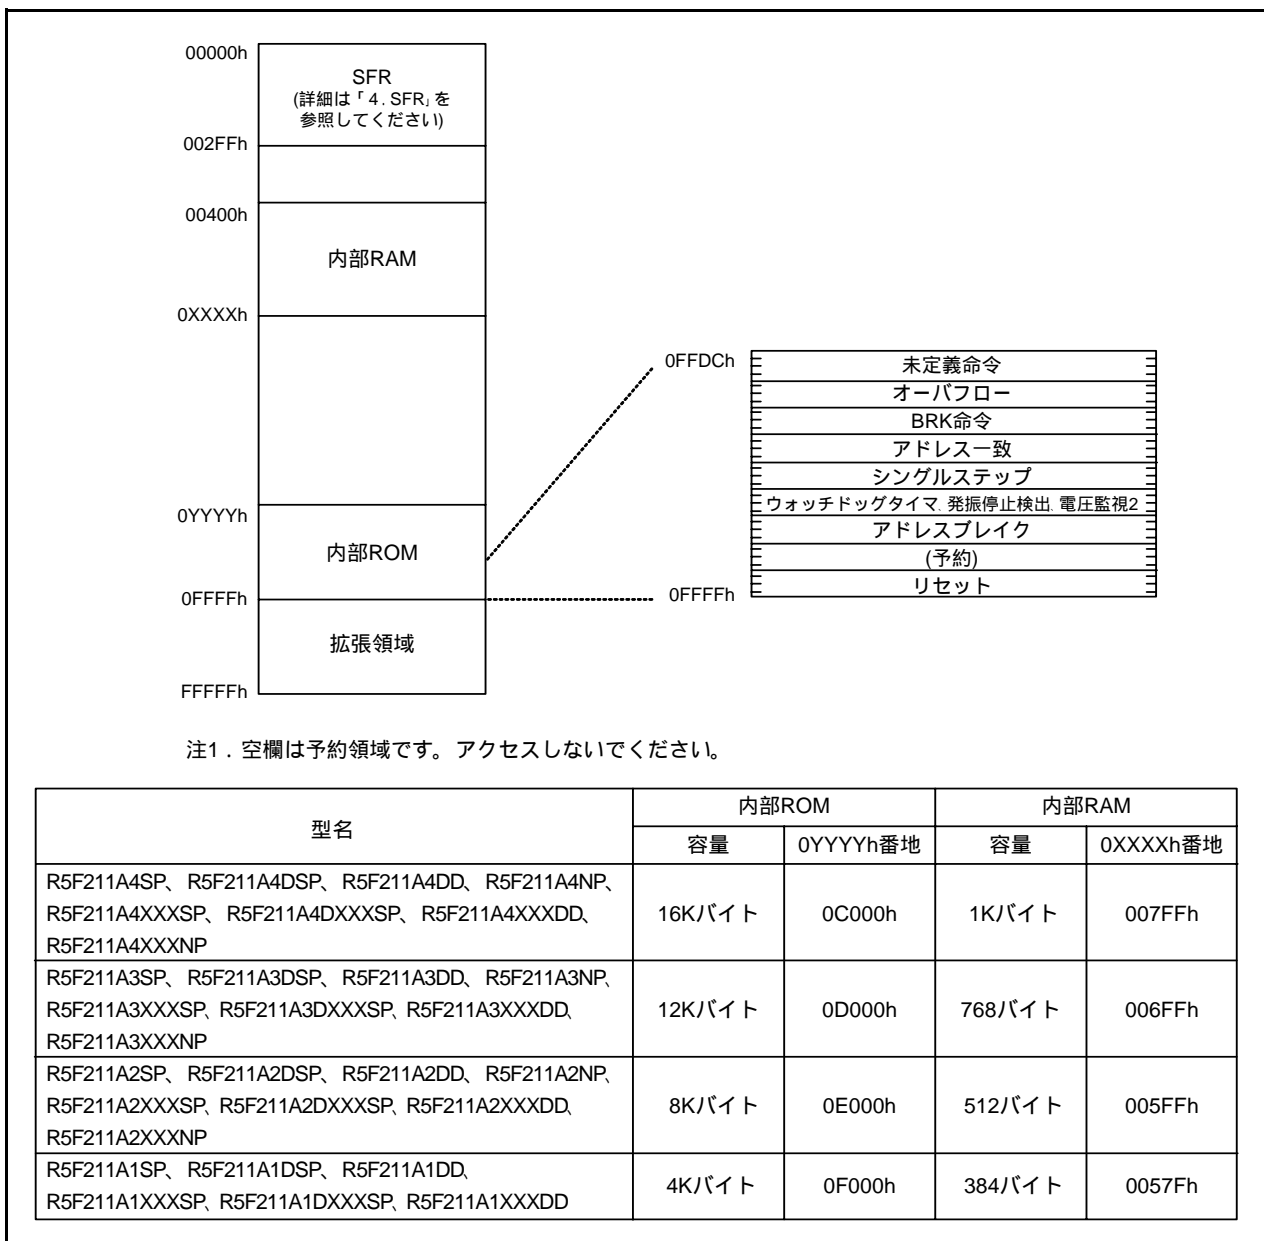 00000h
SFR
(詳細は「4. SFR」を
参照してください)
002FFh
00400h
内部RAM
0XXXXh
0FFDCh
未定義命令
オーバフロー
BRK命令
アドレス一致
シングルステップ
ウォッチドッグタイマ、発振停止検出、電圧監視2
アドレスブレイク
(予約)
リセット
0FFFFh
0YYYYh
内部ROM
0FFFFh
拡張領域
FFFFFh
注1．空欄は予約領域です。アクセスしないでください。
型名
内部ROM
内部RAM
容量
0YYYYh番地
容量
0XXXXh番地
R5F211A4SP、R5F211A4DSP、R5F211A4DD、R5F211A4NP、
R5F211A4XXXSP、R5F211A4DXXXSP、R5F211A4XXXDD、
R5F211A4XXXNP
16Kバイト
0C000h
1Kバイト
007FFh
R5F211A3SP、R5F211A3DSP、R5F211A3DD、R5F211A3NP、
R5F211A3XXXSP、R5F211A3DXXXSP、R5F211A3XXXDD、
R5F211A3XXXNP
12Kバイト
0D000h
768バイト
006FFh
R5F211A2SP、R5F211A2DSP、R5F211A2DD、R5F211A2NP、
R5F211A2XXXSP、R5F211A2DXXXSP、R5F211A2XXXDD、
R5F211A2XXXNP
8Kバイト
0E000h
512バイト
005FFh
R5F211A1SP、R5F211A1DSP、R5F211A1DD、
R5F211A1XXXSP、R5F211A1DXXXSP、R5F211A1XXXDD
4Kバイト
0F000h
384バイト
0057Fh